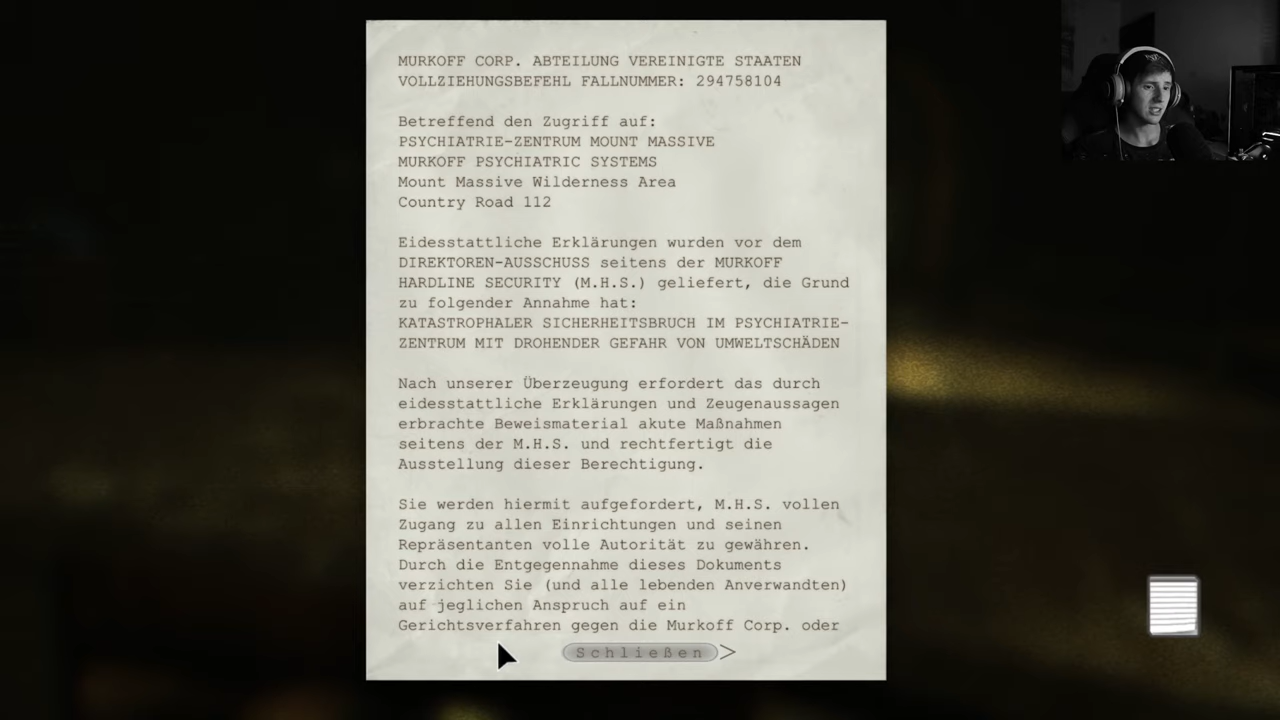 MURKOFF CORP. ABTEILUNG VEREINIGTE STAATEN
VOLLZIEHUNGSBEFEHL FALLNUMMER: 294758104
Betreffend den Zugriff auf:
PSYCHIATRIE-ZENTRUM MOUNT MASSIVE
MURKOFF PSYCHIATRIC SYSTEMS
Mount Massive Wilderness Area
Country Road 112
Eidesstattliche Erklärungen wurden vor dem
DIREKTOREN-AUSSCHUSS seitens der MURKOFF
HARDLINE SECURITY (M.H.S.) geliefert, die Grund
zu folgender Annahme hat:
KATASTROPHALER SICHERHEITSBRUCH IM PSYCHIATRIE-
ZENTRUM MIT DROHENDER GEFAHR VON UMWELTSCHÄDEN
Nach unserer Überzeugung erfordert das durch
eidesstattliche Erklärungen und Zeugenaussagen
erbrachte Beweismaterial akute Maßnahmen
seitens der M.H.S. und rechtfertigt die
Ausstellung dieser Berechtigung.
Sie werden hiermit aufgefordert, M.H.S. vollen
Zugang zu allen Einrichtungen und seinen
Repräsentanten volle Autorität zu gewähren.
Durch die Entgegennahme dieses Dokuments
verzichten Sie (und alle lebenden Anverwandten)
auf jeglichen Anspruch auf ein
Gerichtsverfahren gegen die Murkoff Corp. oder
Schließen >